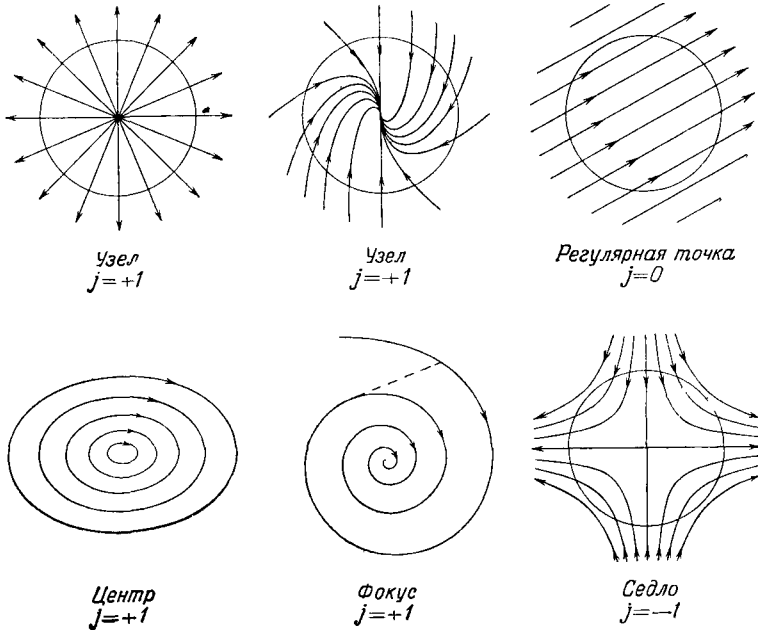 Узел
j=+1
Узел
j=+1
Регулярная точка
j=0
Центр
j=+1
Фокус
j=+1
Седло
j=−1